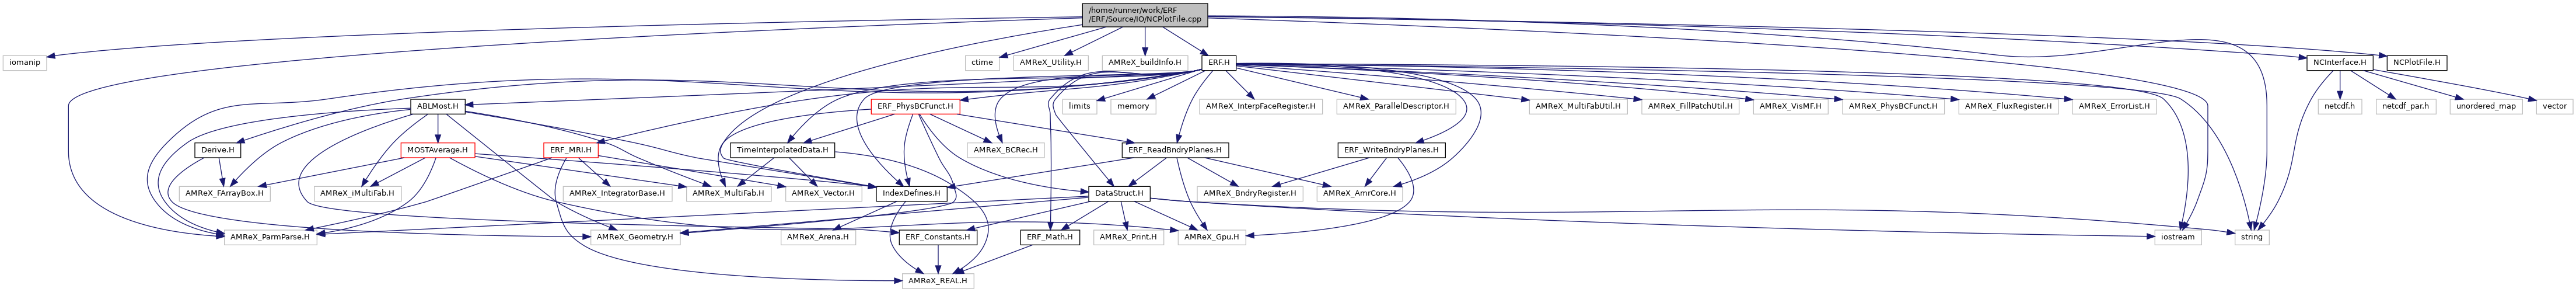 /home/runner/work/ERF
/ERF/Source/IO/NCPlotFile.cpp
iomanip
ctime
AMReX_Utility.H
AMReX_buildInfo.H
ERF.H
NCInterface.H
NCPlotFile.H
ABLMost.H
ERF_PhysBCFunct.H
limits
memory
AMReX_InterpFaceRegister.H
AMReX_ParallelDescriptor.H
AMReX_MultiFabUtil.H
AMReX_FillPatchUtil.H
AMReX_VisMF.H
AMReX_PhysBCFunct.H
AMReX_FluxRegister.H
AMReX_ErrorList.H
netcdf.h
netcdf_par.h
unordered_map
vector
Derive.H
MOSTAverage.H
ERF_MRI.H
TimeInterpolatedData.H
AMReX_BCRec.H
ERF_ReadBndryPlanes.H
ERF_WriteBndryPlanes.H
AMReX_FArrayBox.H
AMReX_iMultiFab.H
AMReX_IntegratorBase.H
AMReX_MultiFab.H
AMReX_Vector.H
IndexDefines.H
DataStruct.H
AMReX_BndryRegister.H
AMReX_AmrCore.H
AMReX_ParmParse.H
AMReX_Geometry.H
AMReX_Arena.H
ERF_Constants.H
ERF_Math.H
AMReX_Print.H
AMReX_Gpu.H
iostream
string
AMReX_REAL.H